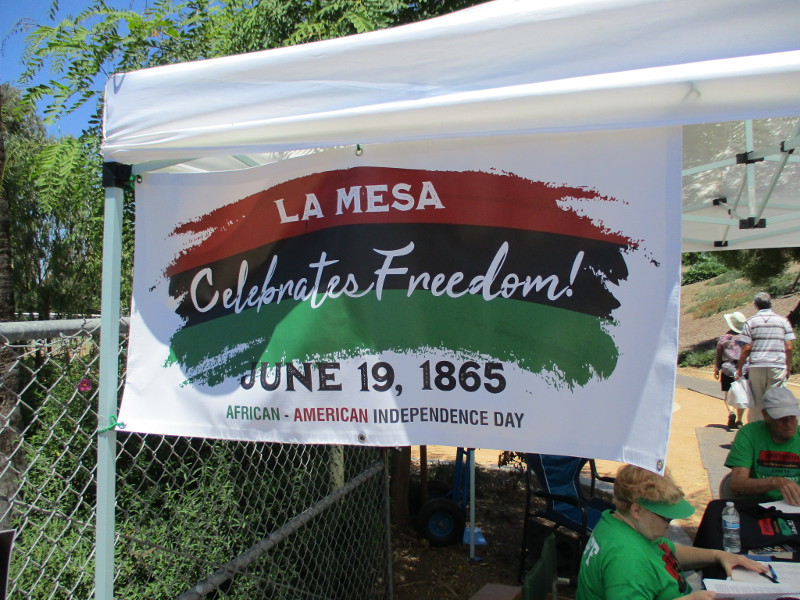 LA MESA
Celebrates Freedom!
JUNE 19, 1865
AFRICAN - AMERICAN INDEPENDENCE DAY